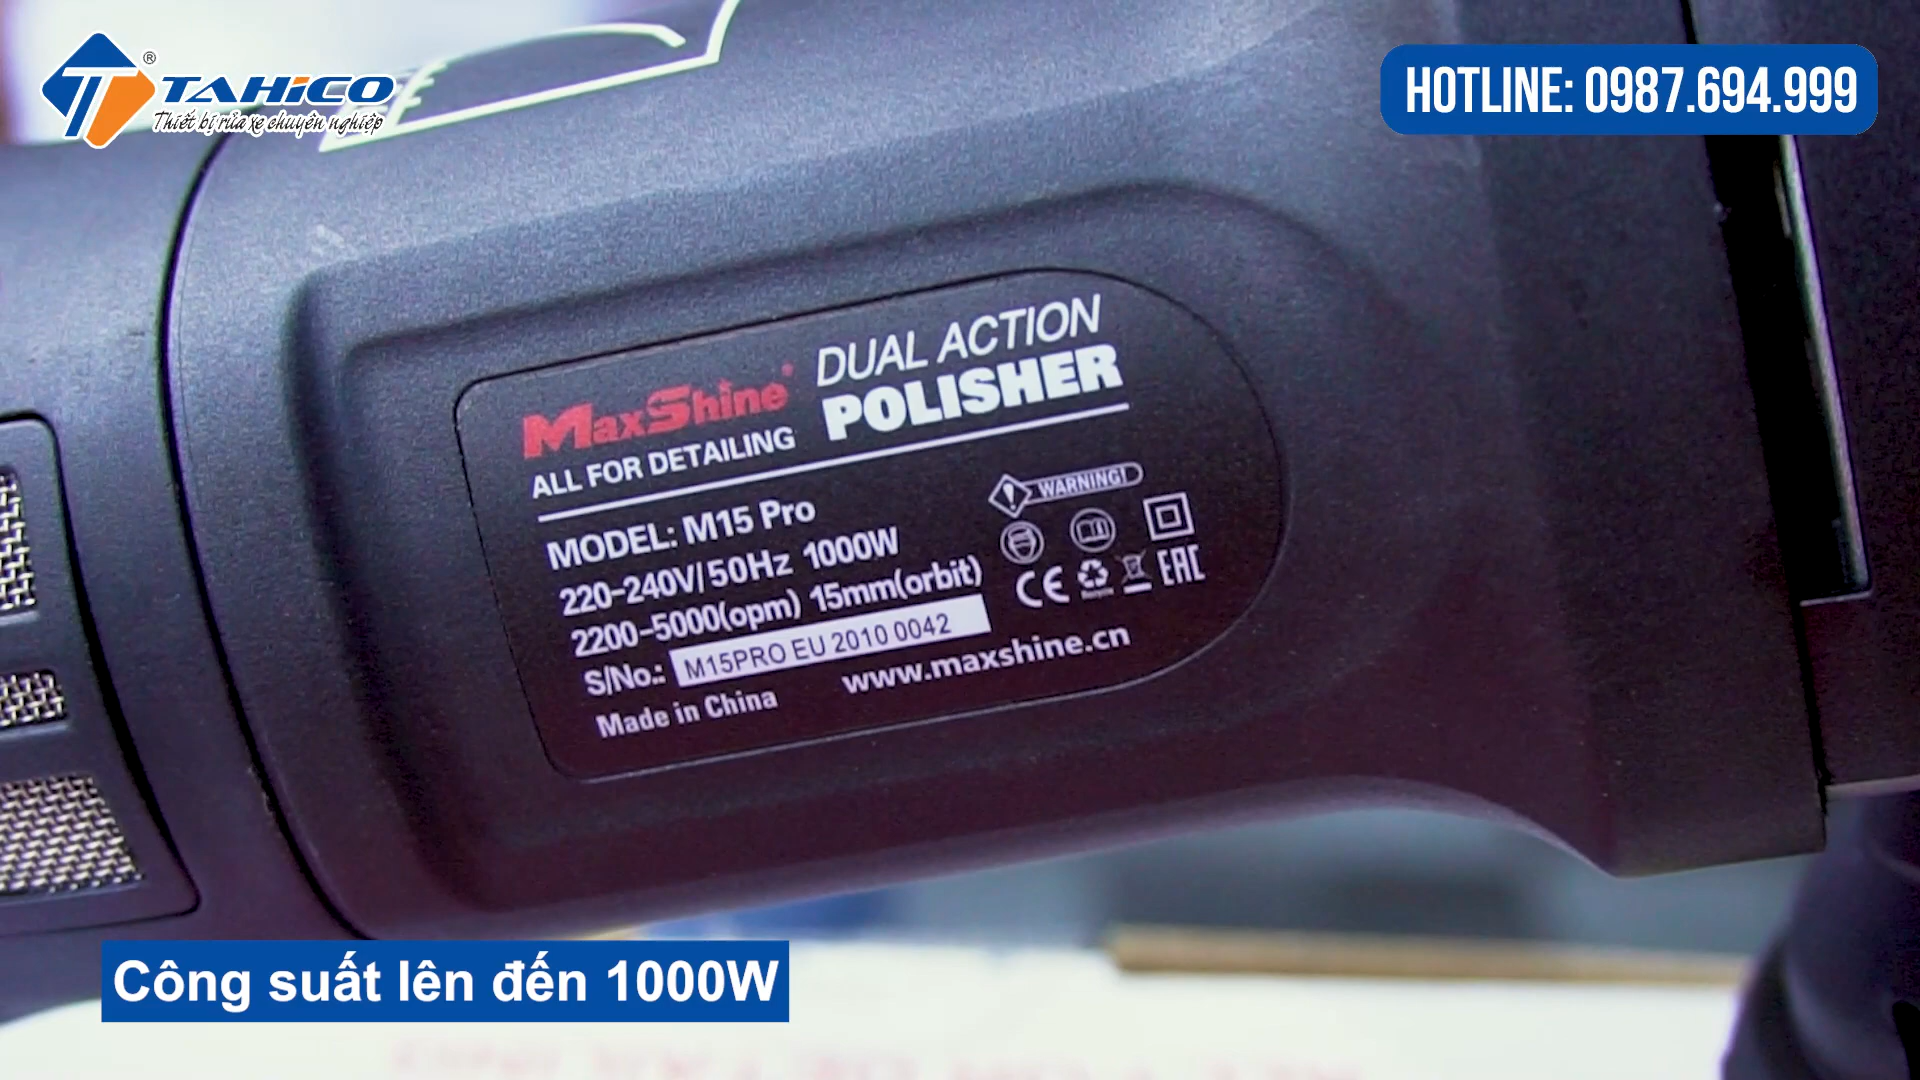 TAHICO®
Thiết bị rửa xe chuyên nghiệp
HOTLINE: 0987.694.999
MaxShine®
ALL FOR DETAILING
DUAL ACTION
POLISHER
MODEL: M15 Pro
220-240V/50Hz 1000W
2200-5000(opm) 15mm(orbit)
S/No.: M15PRO EU 2010 0042
Made in China
www.maxshine.cn
WARNING!
CE
Recycle
EAC
Công suất lên đến 1000W